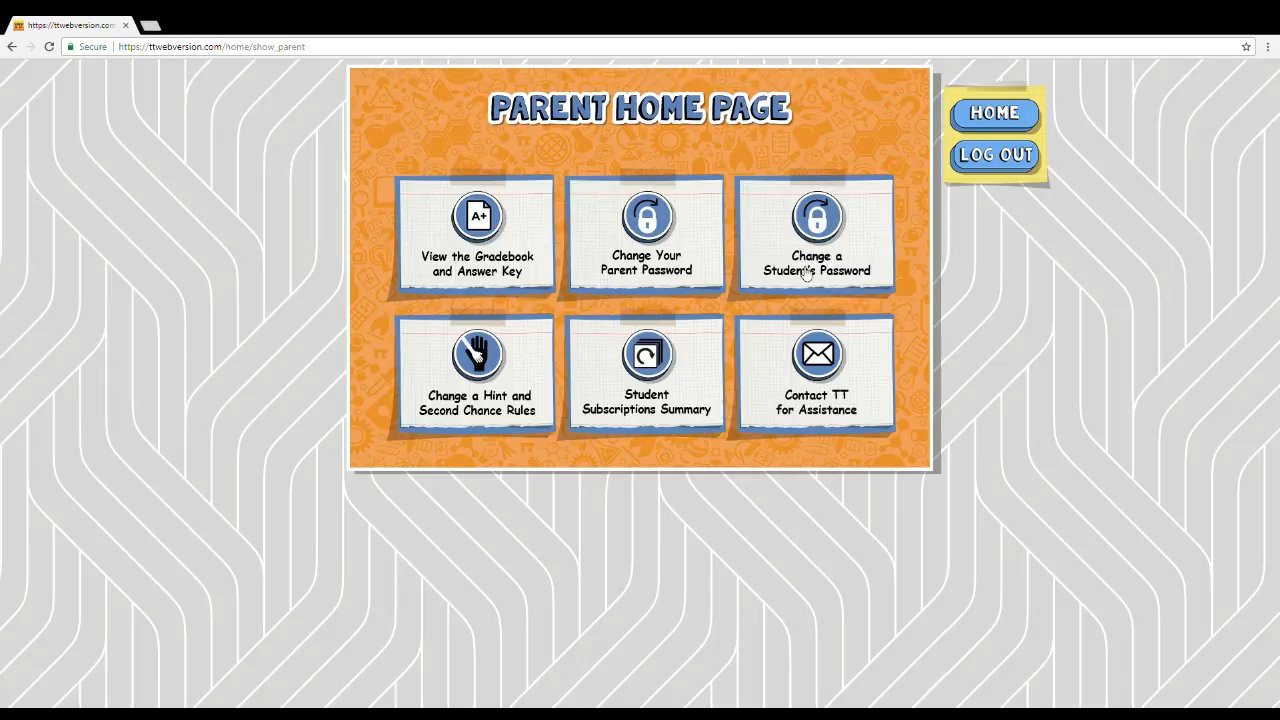 https://ttwebversion.com
Secure
https://ttwebversion.com/home/show_parent
PARENT HOME PAGE
HOME
LOG OUT
A+
View the Gradebook
and Answer Key
Change Your
Parent Password
Change a
Student's Password
Change a Hint and
Second Chance Rules
Student
Subscriptions Summary
Contact TT
for Assistance